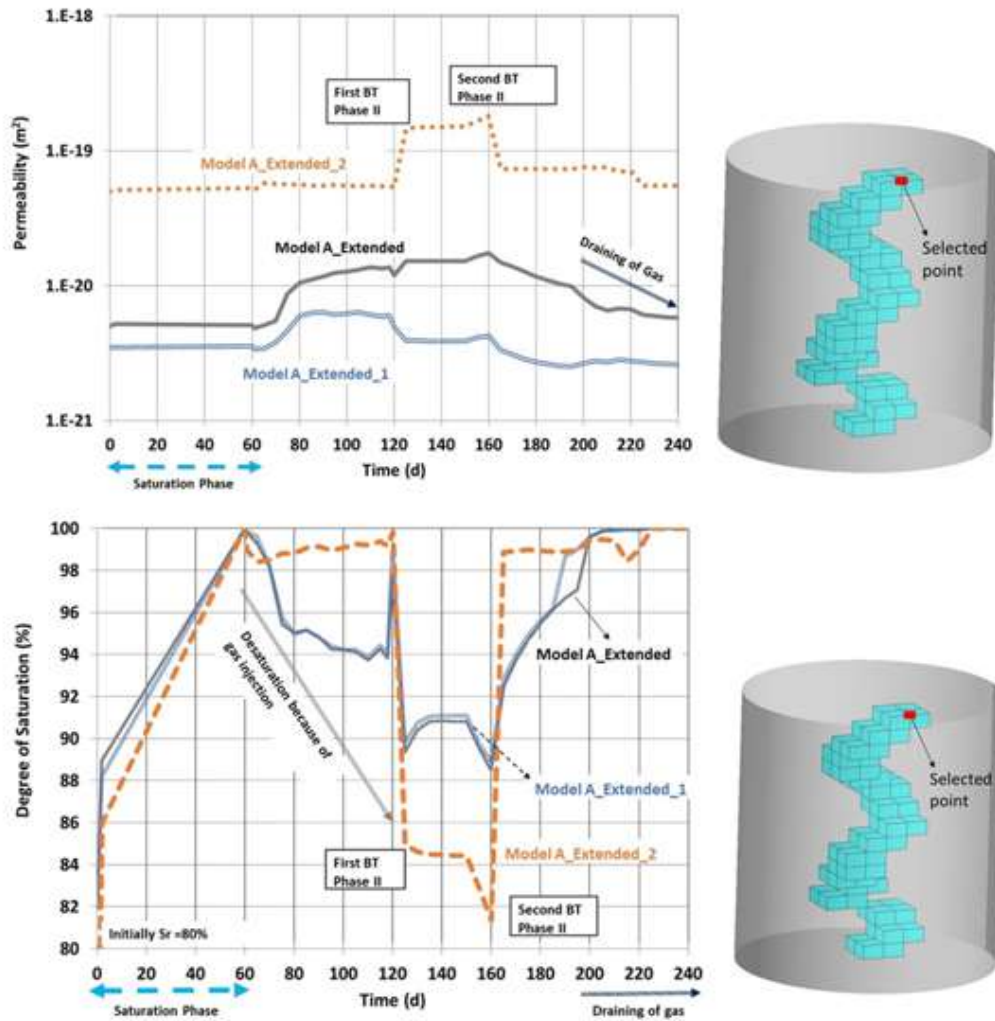 1.E-18
1.E-19
1.E-20
1.E-21
Permeability (m²)
First BT
Phase II
Second BT
Phase II
Model A_Extended_2
Model A_Extended
Model A_Extended_1
Draining of Gas
0 20 40 60 80 100 120 140 160 180 200 220 240
Time (d)
Saturation Phase
Selected
point
100
98
96
94
92
90
88
86
84
82
80
Degree of Saturation (%)
Desaturation because of
gas injection
Model A_Extended
Model A_Extended_1
Model A_Extended_2
First BT
Phase II
Second BT
Phase II
Initially Sr =80%
0 20 40 60 80 100 120 140 160 180 200 220 240
Time (d)
Saturation Phase
Draining of gas
Selected
point